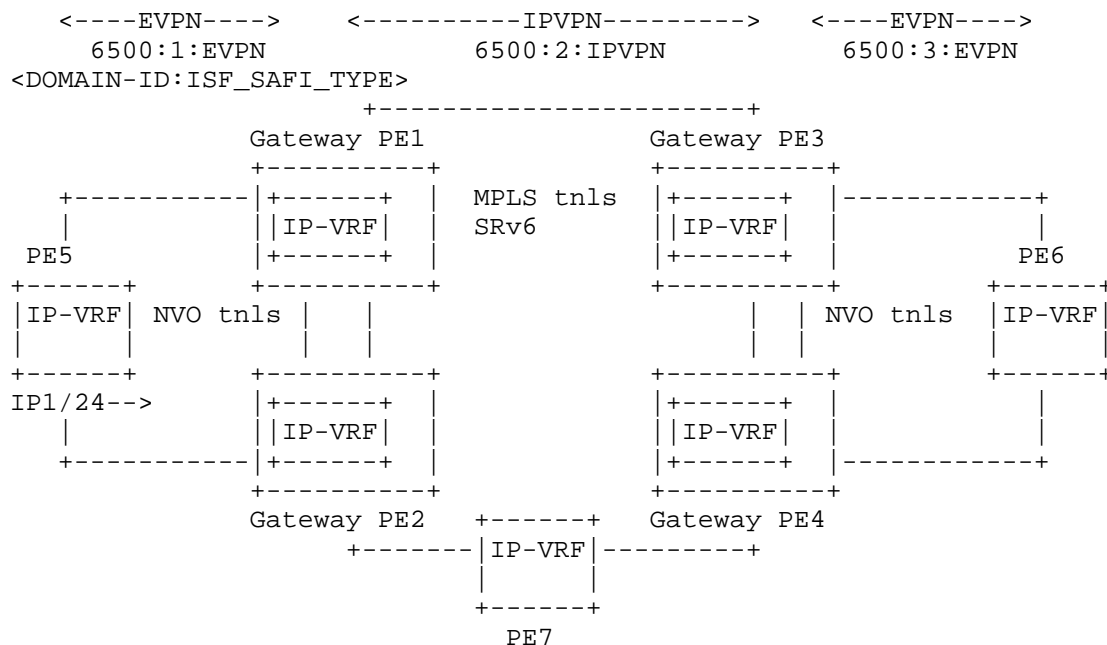 <----EVPN----> <----------IPVPN---------> <----EVPN---->
6500:1:EVPN 6500:2:IPVPN 6500:3:EVPN
<DOMAIN-ID:ISF_SAFI_TYPE>
Gateway PE1 Gateway PE3
MPLS tnls
IP-VRF SRv6 IP-VRF
PE5 PE6
IP-VRF NVO tnls NVO tnls IP-VRF
IP1/24-->
IP-VRF IP-VRF
Gateway PE2 Gateway PE4
IP-VRF
PE7